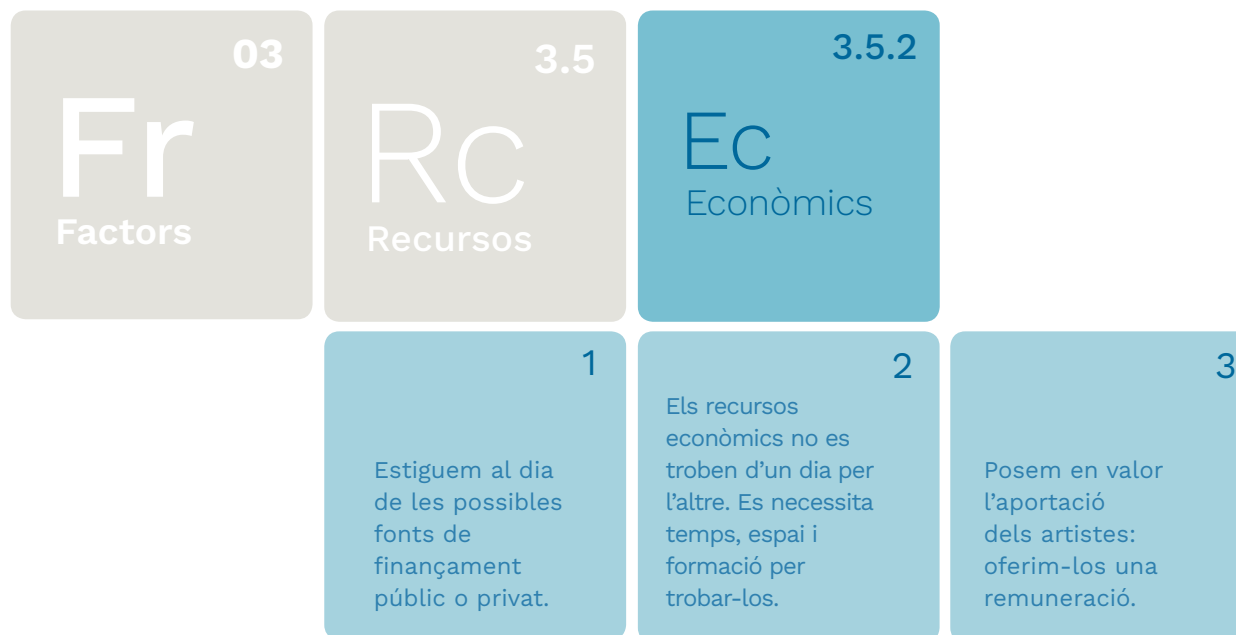 03
Fr
Factors
3.5
Rc
Recursos
3.5.2
Ec
Econòmics
1
Estiguem al dia
de les possibles
fonts de
finançament
públic o privat.
2
Els recursos
econòmics no es
troben d’un dia per
l’altre. Es necessita
temps, espai i
formació per
trobar-los.
3
Posem en valor
l’aportació
dels artistes:
oferim-los una
remuneració.